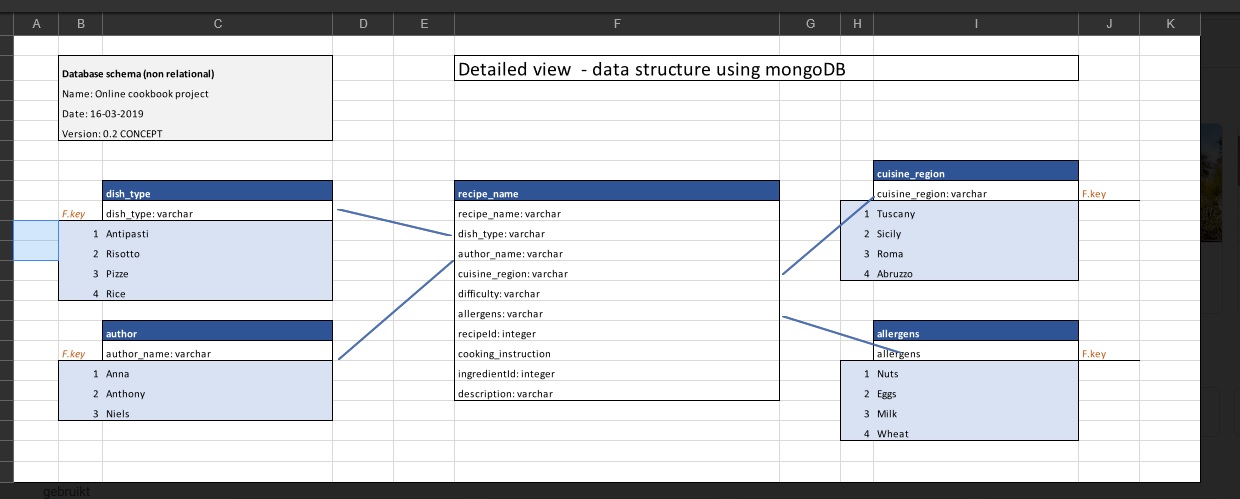 A B C D E F G H I J K
Database schema (non relational)
Name: Online cookbook project
Date: 16-03-2019
Version: 0.2 CONCEPT
Detailed view - data structure using mongoDB
dish_type
F.key dish_type: varchar
1 Antipasti
2 Risotto
3 Pizze
4 Rice
author
F.key author_name: varchar
1 Anna
2 Anthony
3 Niels
recipe_name
recipe_name: varchar
dish_type: varchar
author_name: varchar
cuisine_region: varchar
difficulty: varchar
allergens: varchar
recipeId: integer
cooking_instruction
ingredientId: integer
description: varchar
cuisine_region
cuisine_region: varchar F.key
1 Tuscany
2 Sicily
3 Roma
4 Abruzzo
allergens
allergens F.key
1 Nuts
2 Eggs
3 Milk
4 Wheat
gebruikt